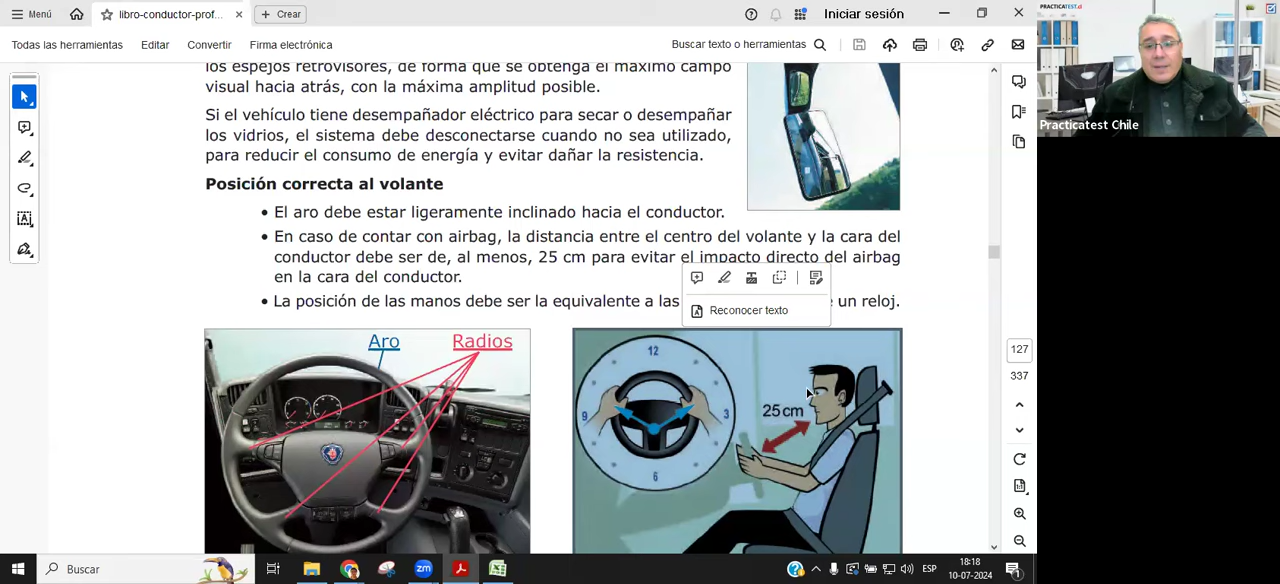 Menú
libro-conductor-prof...
Crear
Iniciar sesión
PRACTICATEST.cl
Todas las herramientas
Editar
Convertir
Firma electrónica
Buscar texto o herramientas
los espejos retrovisores, de forma que se obtenga el máximo campo
visual hacia atrás, con la máxima amplitud posible.
Si el vehículo tiene desempañador eléctrico para secar o desempañar
los vidrios, el sistema debe desconectarse cuando no sea utilizado,
para reducir el consumo de energía y evitar dañar la resistencia.
Practicatest Chile
Posición correcta al volante
• El aro debe estar ligeramente inclinado hacia el conductor.
• En caso de contar con airbag, la distancia entre el centro del volante y la cara del
conductor debe ser de, al menos, 25 cm para evitar el impacto directo del airbag
en la cara del conductor.
• La posición de las manos debe ser la equivalente a las
un reloj.
Reconocer texto
Aro
Radios
12
9
3
6
25cm
127
337
Buscar
zm
ESP
18:18
10-07-2024
1